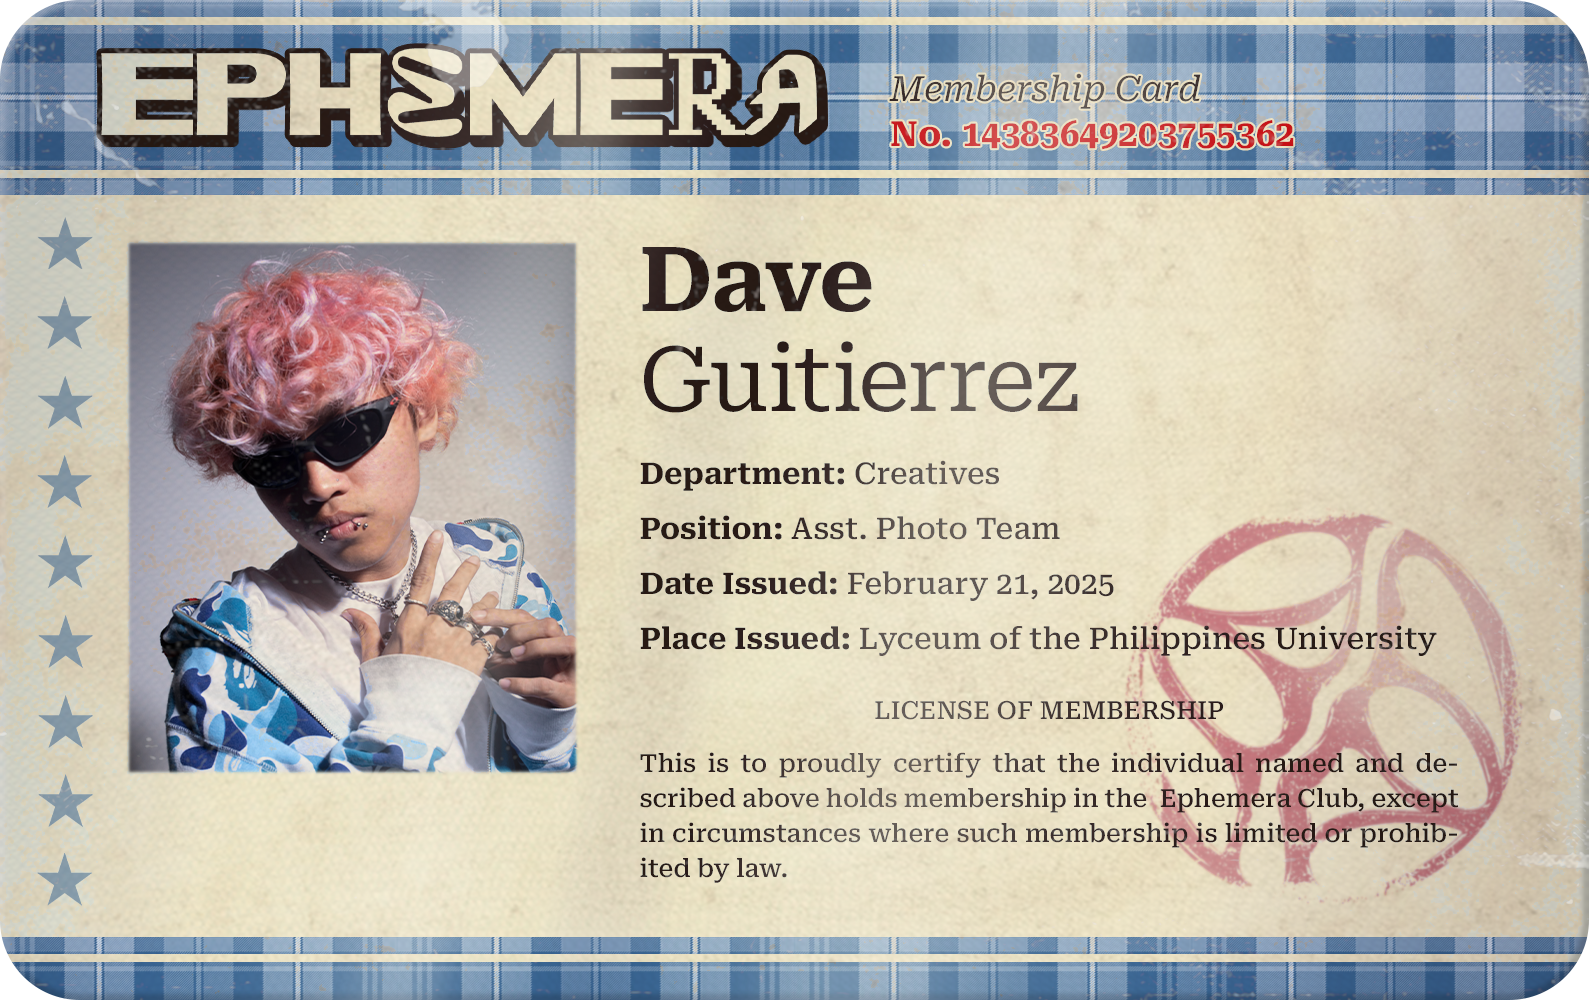 EPHEMERA
Membership Card
No. 14383649203755362
Dave
Guitierrez
Department: Creatives
Position: Asst. Photo Team
Date Issued: February 21, 2025
Place Issued: Lyceum of the Philippines University
LICENSE OF MEMBERSHIP
This is to proudly certify that the individual named and de-
scribed above holds membership in the Ephemera Club, except
in circumstances where such membership is limited or prohib-
ited by law.